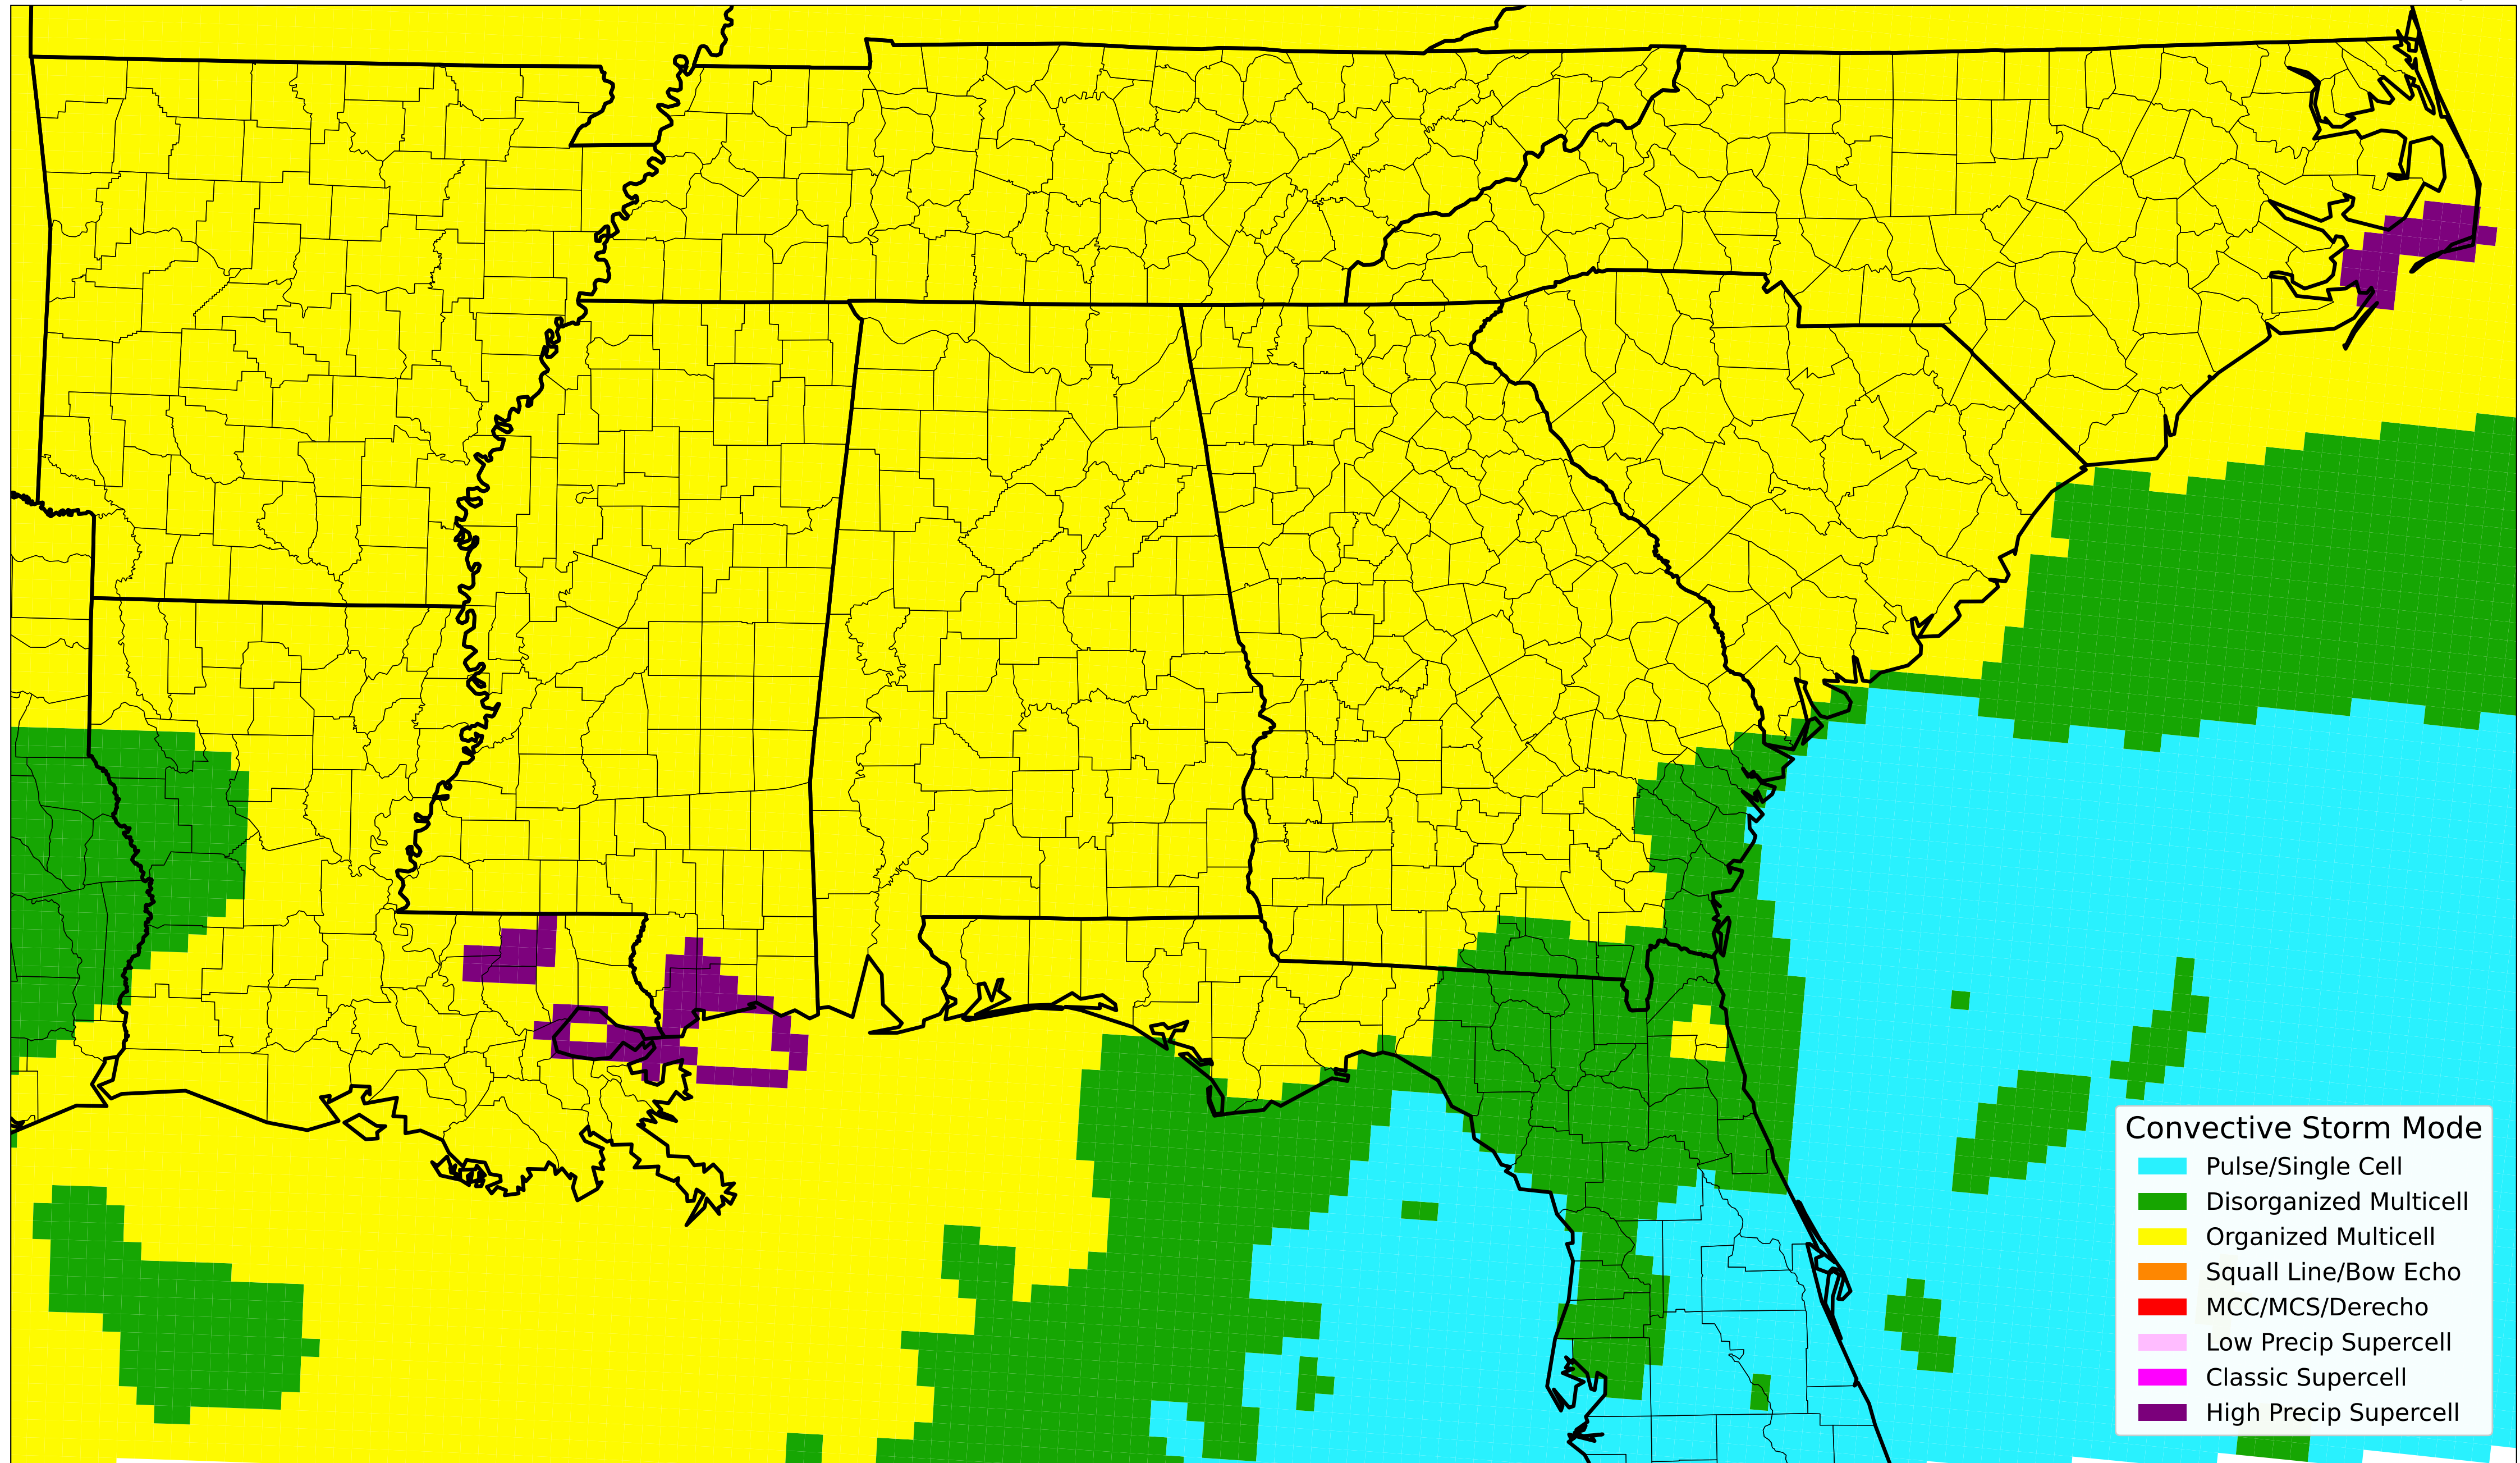 Convective Storm Mode
Pulse/Single Cell
Disorganized Multicell
Organized Multicell
Squall Line/Bow Echo
MCC/MCS/Derecho
Low Precip Supercell
Classic Supercell
High Precip Supercell